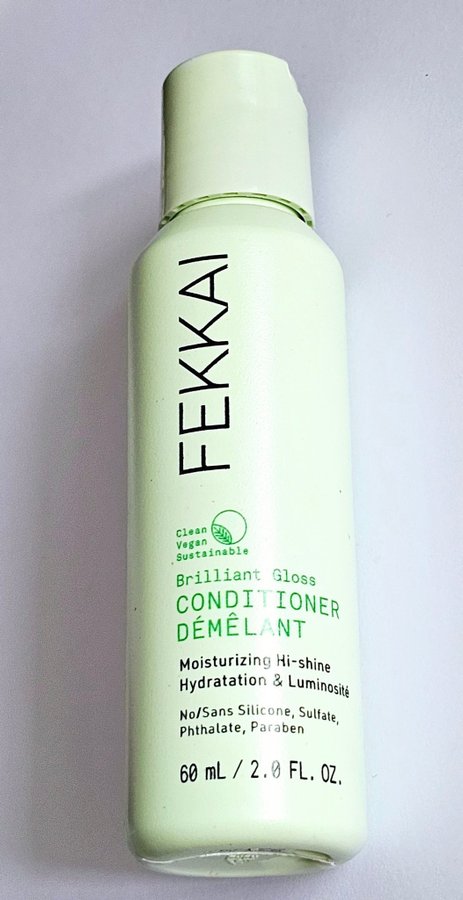 FEKKAI
Clean
Vegan
Sustainable
Brilliant Gloss
CONDITIONER
DÉMÊLANT
Moisturizing Hi-shine
Hydratation & Luminosité
No/Sans Silicone, Sulfate,
Phthalate, Paraben
60 mL / 2.0 FL. OZ.